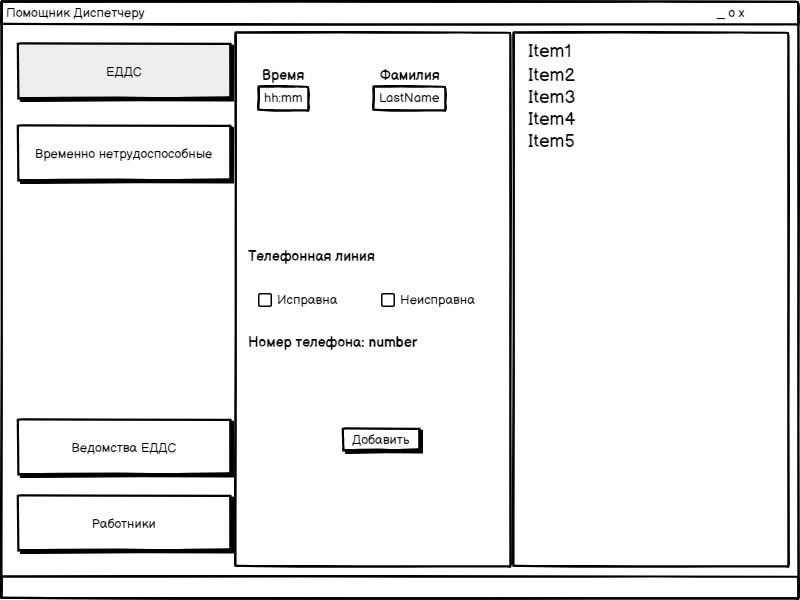 Помощник Диспетчеру
_ o x
ЕДДС
Временно нетрудоспособные
Ведомства ЕДДС
Работники
Время
Фамилия
hh:mm
LastName
Телефонная линия
Исправна
Неисправна
Номер телефона: number
Добавить
Item1
Item2
Item3
Item4
Item5